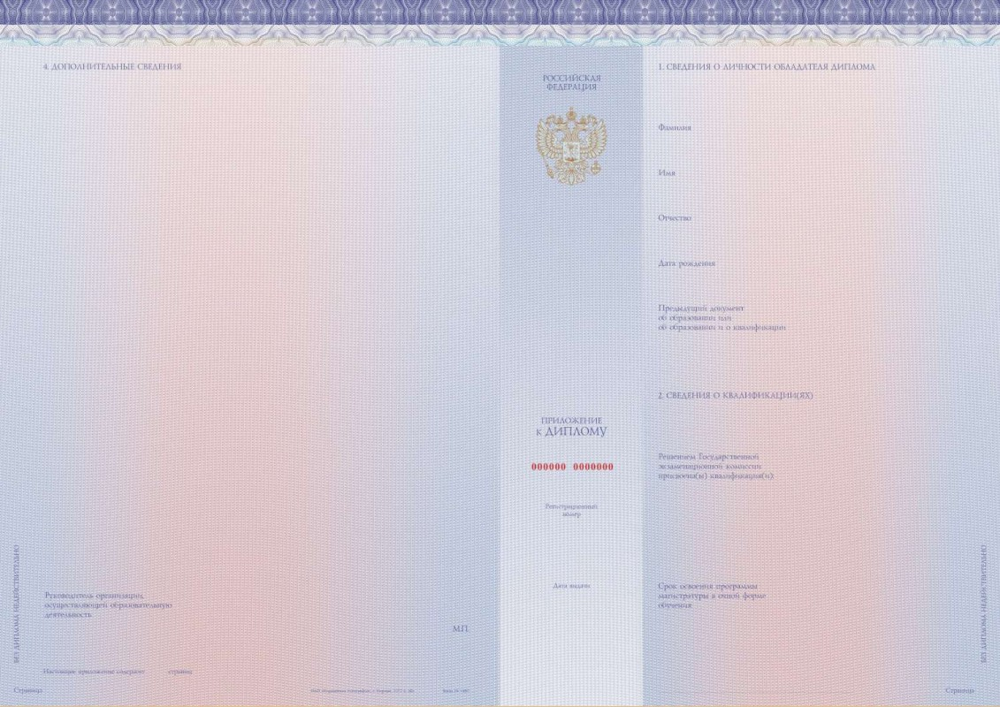 4. ДОПОЛНИТЕЛЬНЫЕ СВЕДЕНИЯ
Руководитель организации,
осуществляющей образовательную
деятельность
М.П.
Настоящее приложение содержит страниц
Страница
БЕЗ ДИПЛОМА НЕДЕЙСТВИТЕЛЬНО
РОССИЙСКАЯ
ФЕДЕРАЦИЯ
ПРИЛОЖЕНИЕ
к ДИПЛОМУ
000000 0000000
Регистрационный
номер
Дата выдачи
1. СВЕДЕНИЯ О ЛИЧНОСТИ ОБЛАДАТЕЛЯ ДИПЛОМА
Фамилия
Имя
Отчество
Дата рождения
Предыдущий документ
об образовании или
об образовании и о квалификации
2. СВЕДЕНИЯ О КВАЛИФИКАЦИИ(ЯХ)
Решением Государственной
экзаменационной комиссии
присвоена(ы) квалификация(и):
Срок освоения программы
магистратуры в очной форме
обучения
Страница
БЕЗ ДИПЛОМА НЕДЕЙСТВИТЕЛЬНО